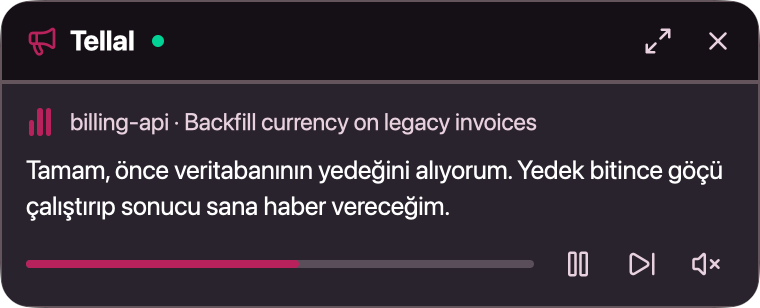 Tellal
billing-api · Backfill currency on legacy invoices
Tamam, önce veritabanının yedeğini alıyorum. Yedek bitince göçü
çalıştırıp sonucu sana haber vereceğim.